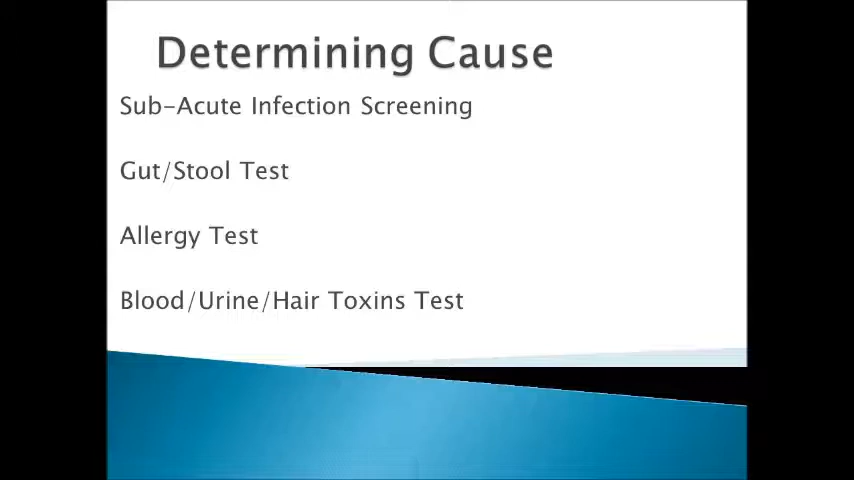 Determining Cause
Sub-Acute Infection Screening
Gut/Stool Test
Allergy Test
Blood/Urine/Hair Toxins Test